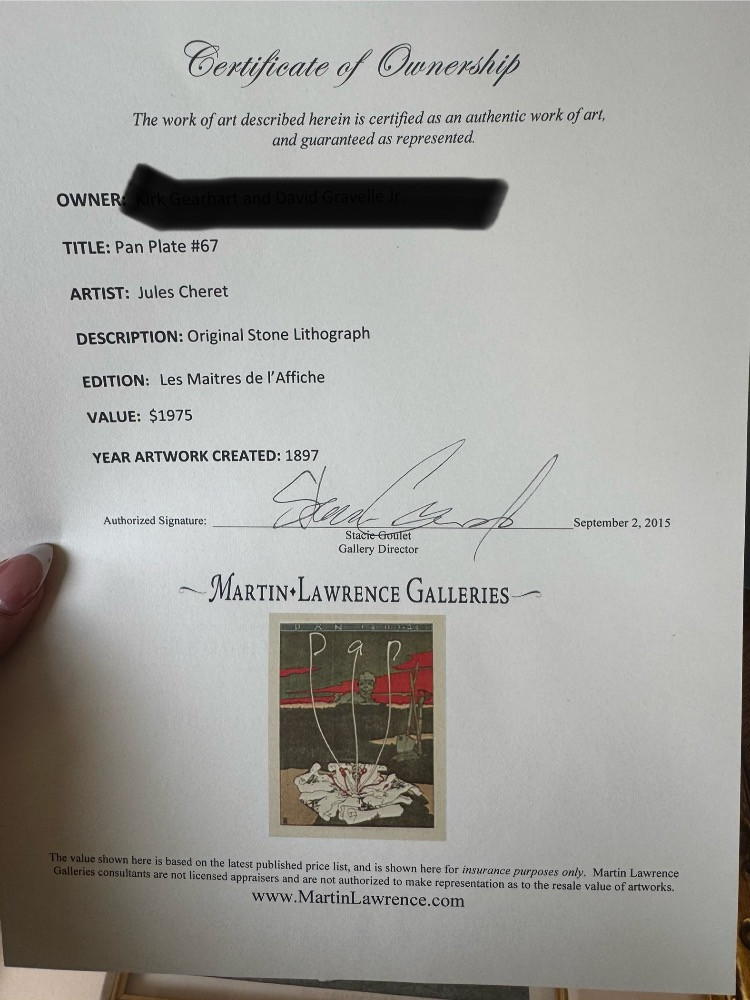 Certificate of Ownership
The work of art described herein is certified as an authentic work of art,
and guaranteed as represented.
OWNER:
TITLE: Pan Plate #67
ARTIST: Jules Cheret
DESCRIPTION: Original Stone Lithograph
EDITION: Les Maitres de l'Affiche
VALUE: $1975
YEAR ARTWORK CREATED: 1897
Authorized Signature: September 2, 2015
Stacie Goulet
Gallery Director
MARTIN♦LAWRENCE GALLERIES
Pan
The value shown here is based on the latest published price list, and is shown here for insurance purposes only. Martin Lawrence
Galleries consultants are not licensed appraisers and are not authorized to make representation as to the resale value of artworks.
www.MartinLawrence.com